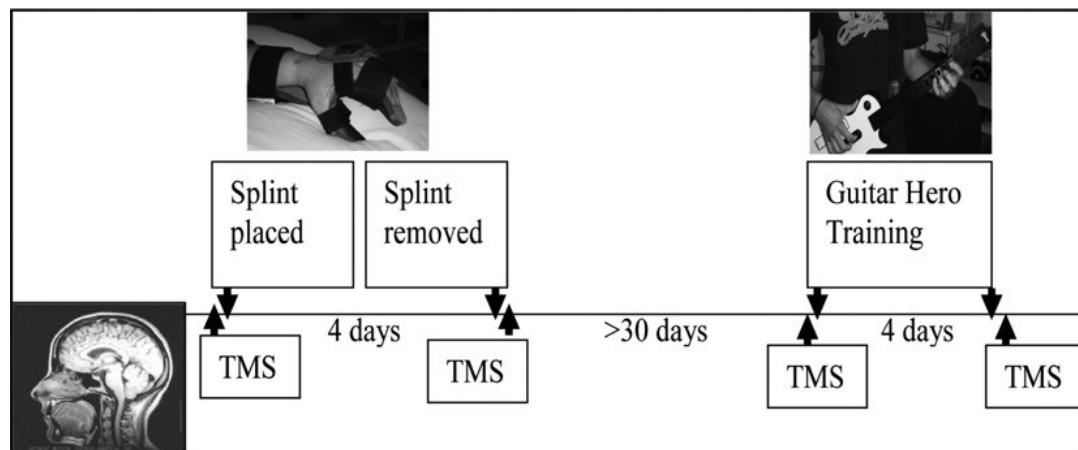 Splint
placed
Splint
removed
Guitar Hero
Training
4 days
>30 days
4 days
TMS
TMS
TMS
TMS